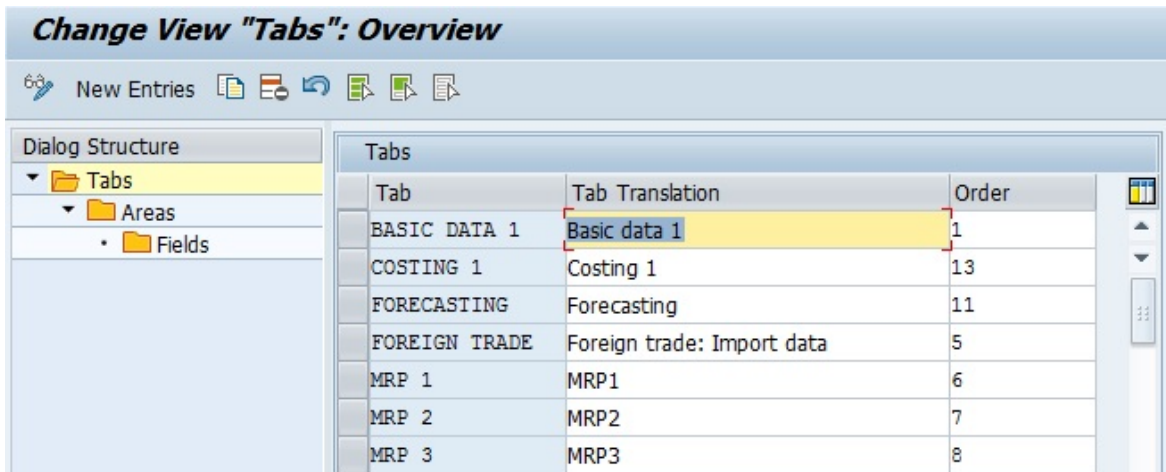 Change View "Tabs": Overview
New Entries
Dialog Structure
Tabs
Areas
Fields
Tabs
Tab Tab Translation Order
BASIC DATA 1 Basic data 1 1
COSTING 1 Costing 1 13
FORECASTING Forecasting 11
FOREIGN TRADE Foreign trade: Import data 5
MRP 1 MRP1 6
MRP 2 MRP2 7
MRP 3 MRP3 8